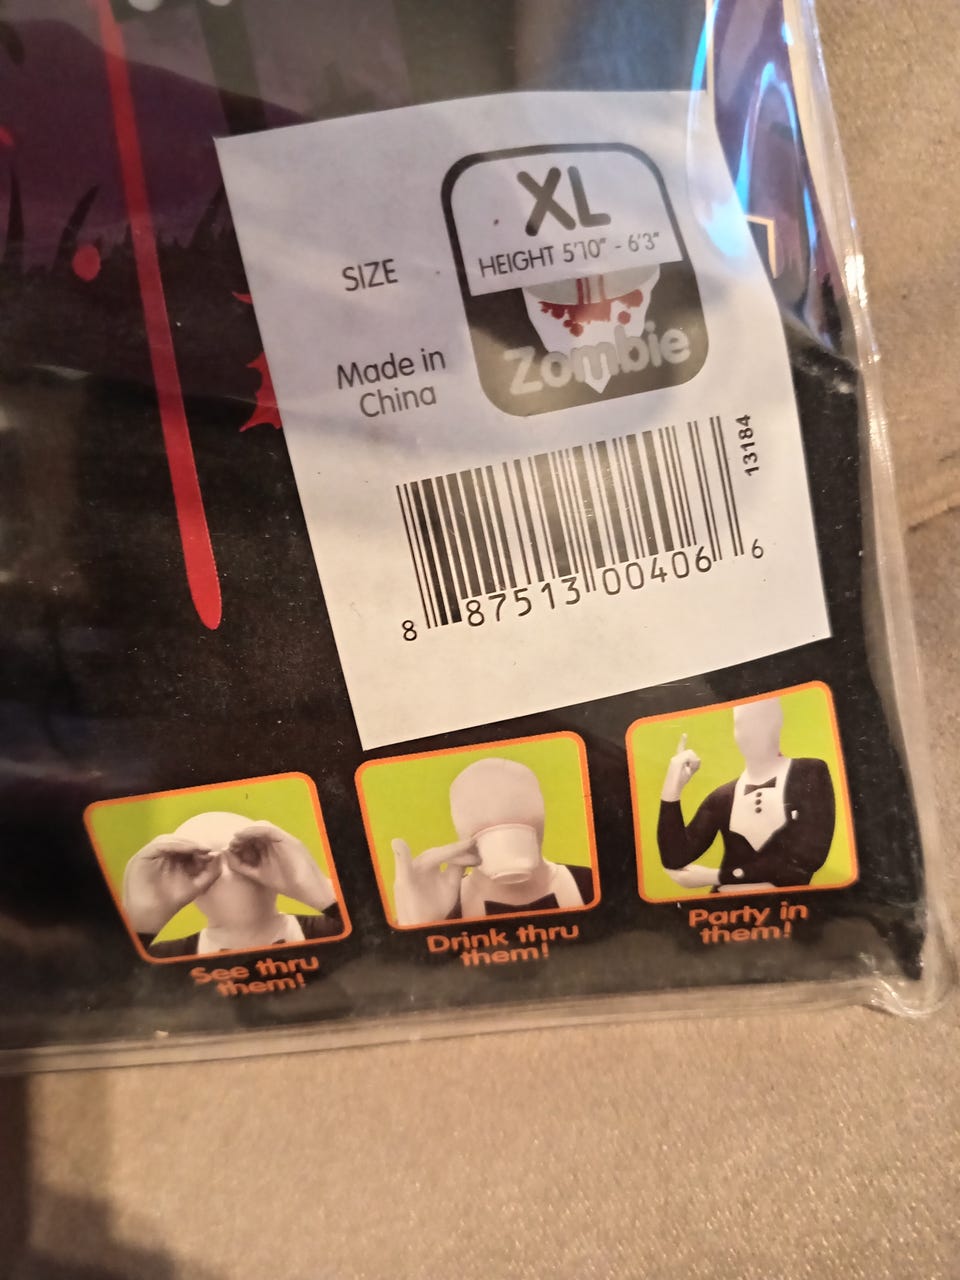 XL
HEIGHT 5'10" - 6'3"
SIZE
Zombie
Made in
China
13184
8 87513 00406 6
See thru
them!
Drink thru
them!
Party in
them!